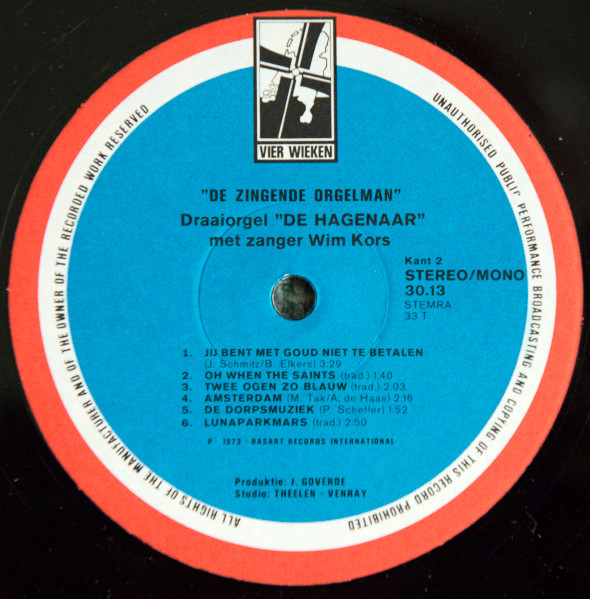 VIER WIEKEN
"DE ZINGENDE ORGELMAN"
Draaiorgel "DE HAGENAAR"
met zanger Wim Kors
Kant 2
STEREO/MONO
30.13
STEMRA
33 T
1. JIJ BENT MET GOUD NIET TE BETALEN
(J. Schmitz/B. Elkers) 3:29
2. OH WHEN THE SAINTS (trad.) 1:40
3. TWEE OGEN ZO BLAUW (trad.) 2:03
4. AMSTERDAM (M. Tak/A. de Haas) 2:16
5. DE DORPSMUZIEK (P. Scheffer) 1:52
6. LUNAPARKMARS (trad.) 2:50
P - 1973 - BASART RECORDS INTERNATIONAL
Produktie: J. GOVERDE
Studio: THEELEN - VENRAY
ALL RIGHTS OF THE MANUFACTURER AND OF THE OWNER OF THE RECORDED WORK RESERVED
UNAUTHORISED PUBLIC PERFORMANCE BROADCASTING AND COPYING OF THIS RECORD PROHIBITED